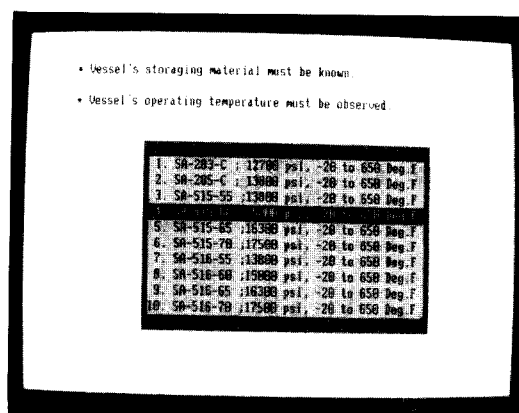 • Vessel's storaging material must be known.
• Vessel's operating temperature must be observed.
1. SA-283-C ,12700 psi, -20 to 650 Deg.F
2. SA-285-C ,13800 psi, -20 to 650 Deg.F
3. SA-515-55 ,13800 psi, -20 to 650 Deg.F
5. SA-515-65 ,16300 psi, -20 to 650 Deg.F
6. SA-515-70 ,17500 psi, -20 to 650 Deg.F
7. SA-516-55 ,13800 psi, -20 to 650 Deg.F
8. SA-516-60 ,15000 psi, -20 to 650 Deg.F
9. SA-516-65 ,16300 psi, -20 to 650 Deg.F
10. SA-516-70 ,17500 psi, -20 to 650 Deg.F